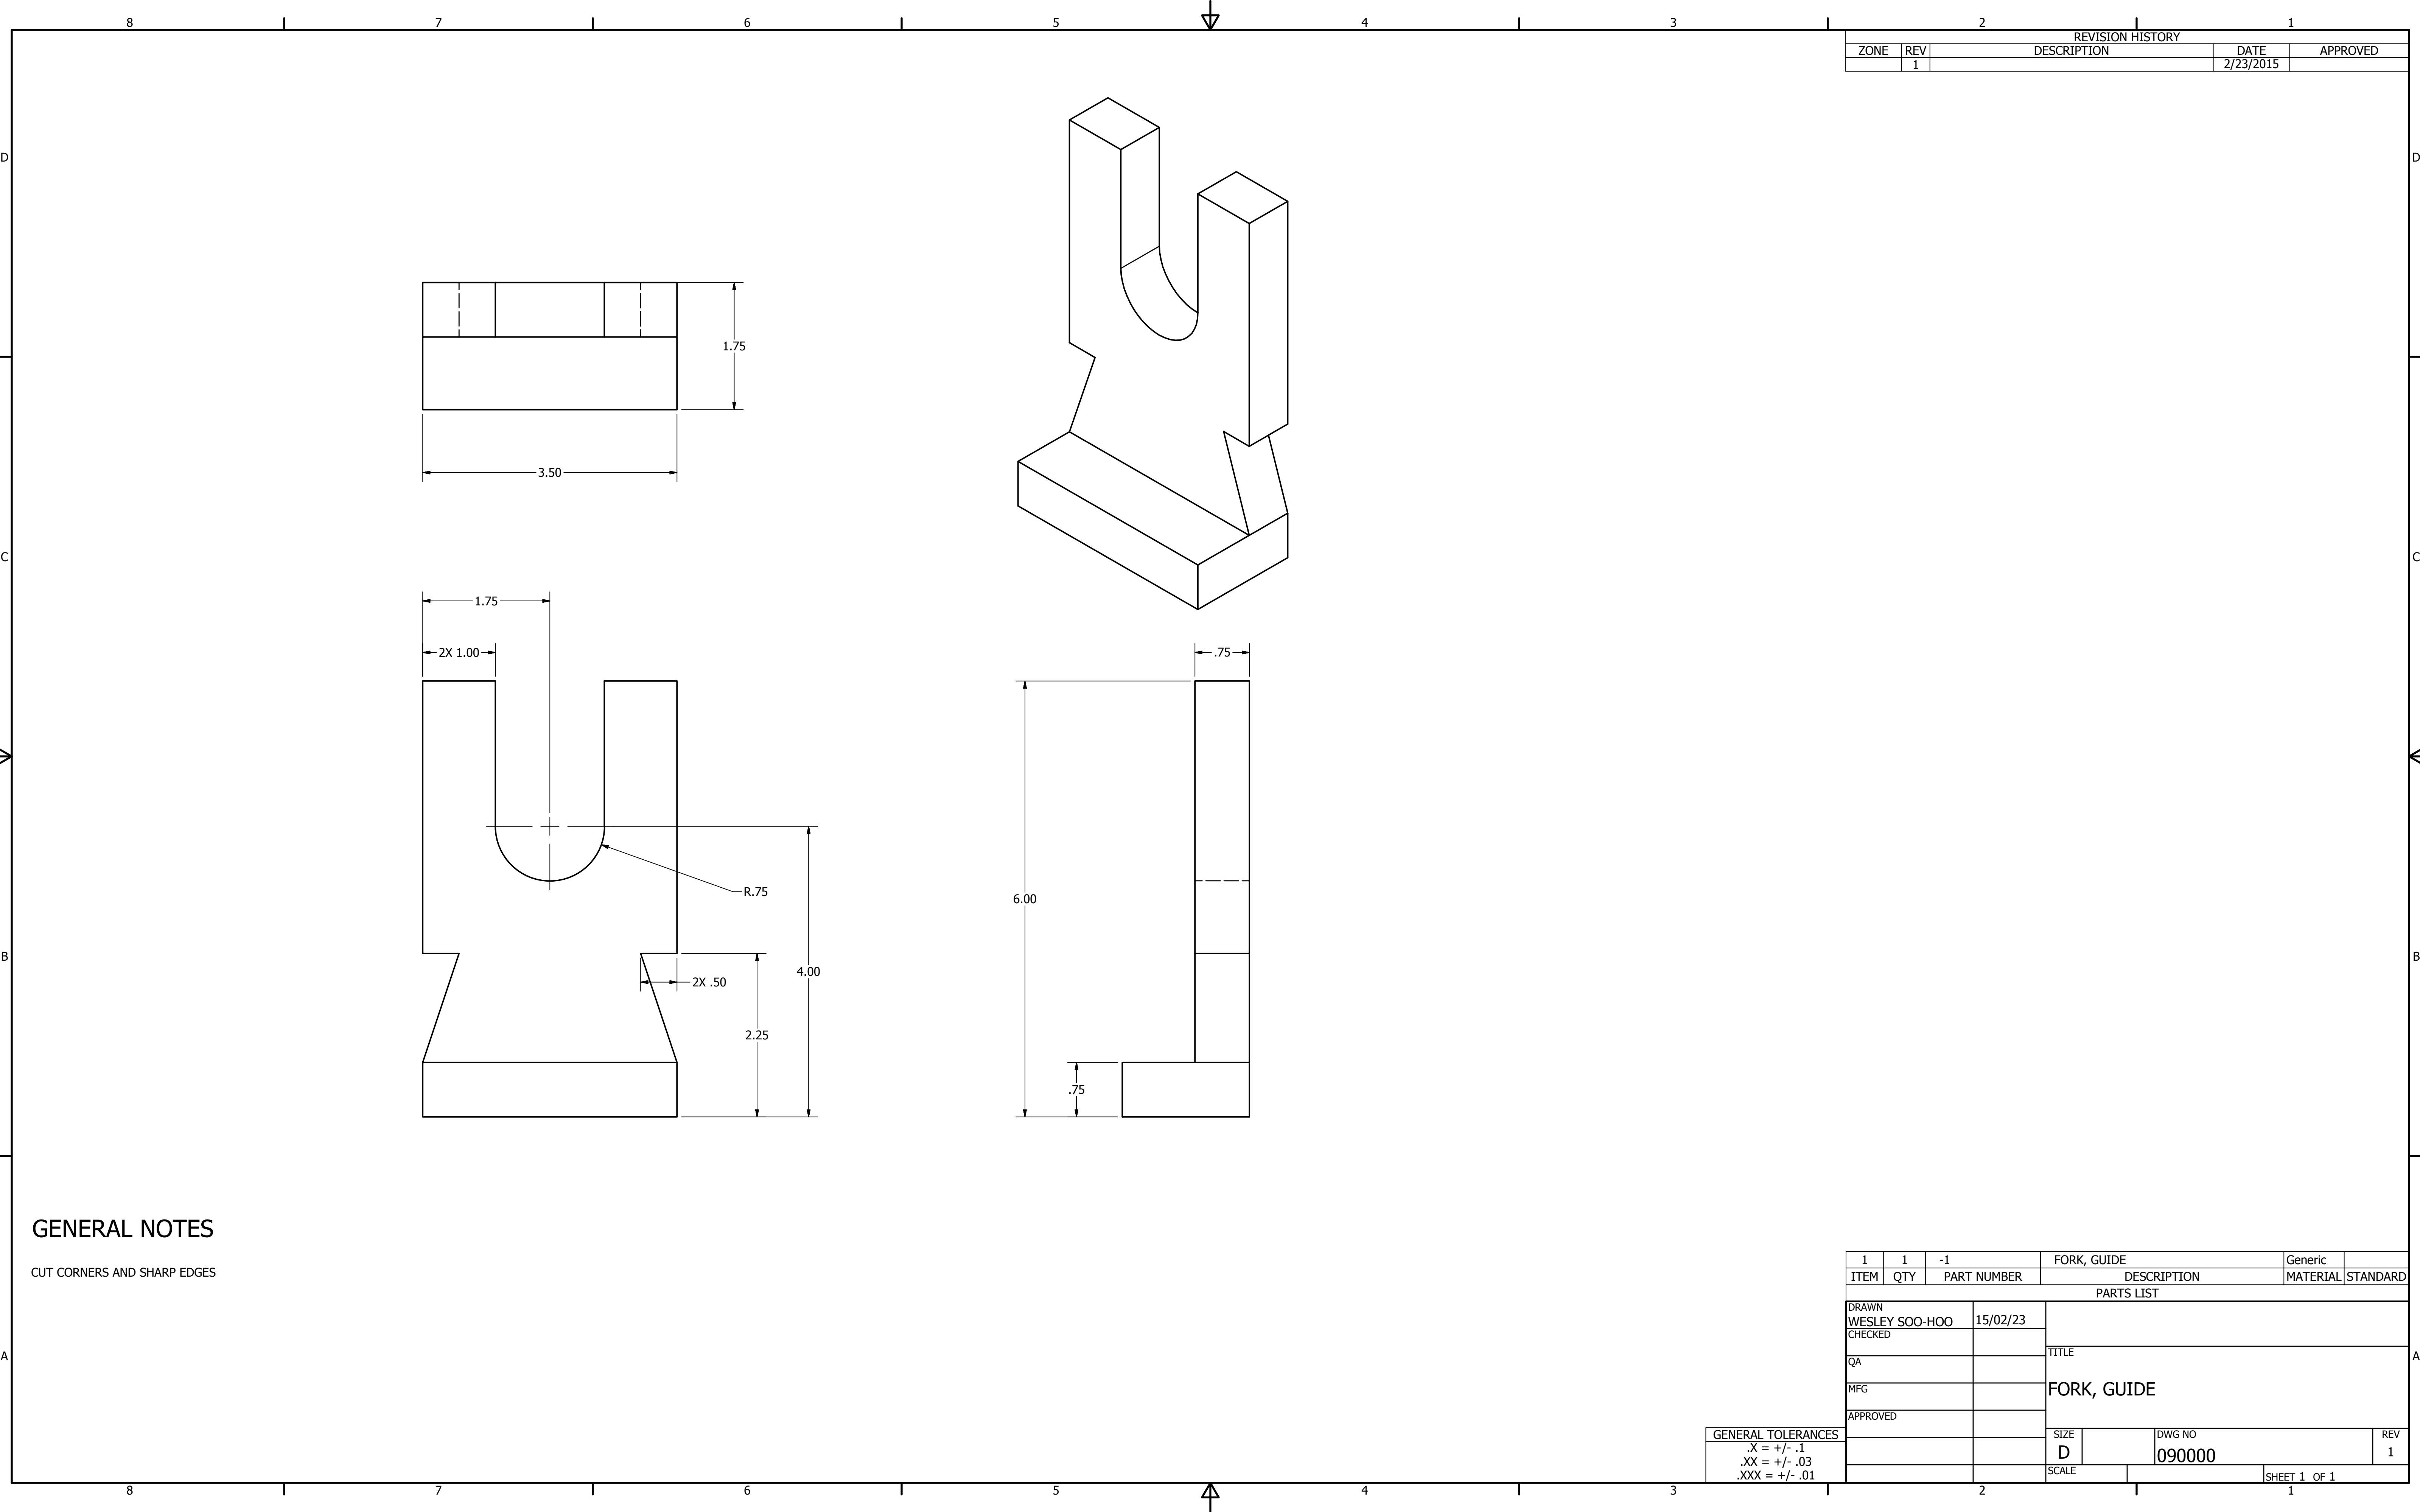 8 7 6 5 4 3 2 1
REVISION HISTORY
ZONE REV DESCRIPTION DATE APPROVED
1 2/23/2015
D D
1.75
3.50
C C
1.75
2X 1.00
.75
R.75
6.00
B B
4.00
2X .50
2.25
.75
GENERAL NOTES
CUT CORNERS AND SHARP EDGES
1 1 -1 FORK, GUIDE Generic
ITEM QTY PART NUMBER DESCRIPTION MATERIAL STANDARD
PARTS LIST
DRAWN
WESLEY SOO-HOO 15/02/23
CHECKED
A A
TITLE
QA
MFG
FORK, GUIDE
APPROVED
GENERAL TOLERANCES
.X = +/- .1
.XX = +/- .03
.XXX = +/- .01
SIZE DWG NO REV
D 090000 1
SCALE SHEET 1 OF 1
8 7 6 5 4 3 2 1